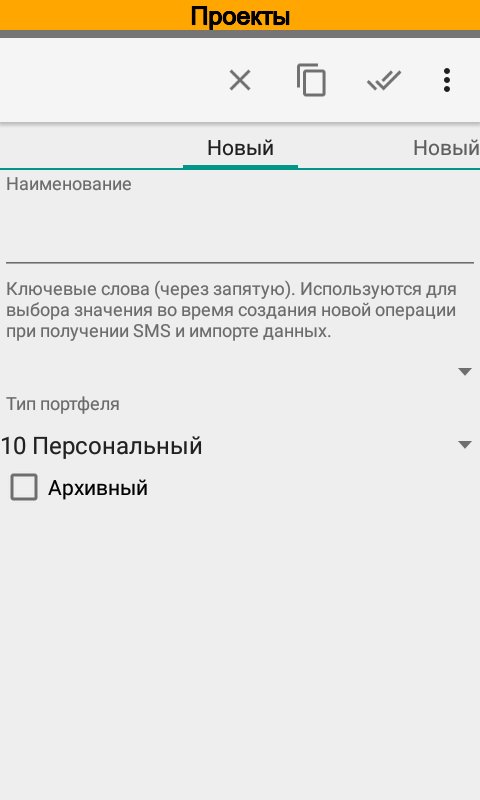 Проекты
Новый Новый
Наименование
Ключевые слова (через запятую). Используются для
выбора значения во время создания новой операции
при получении SMS и импорте данных.
Тип портфеля
10 Персональный
Архивный